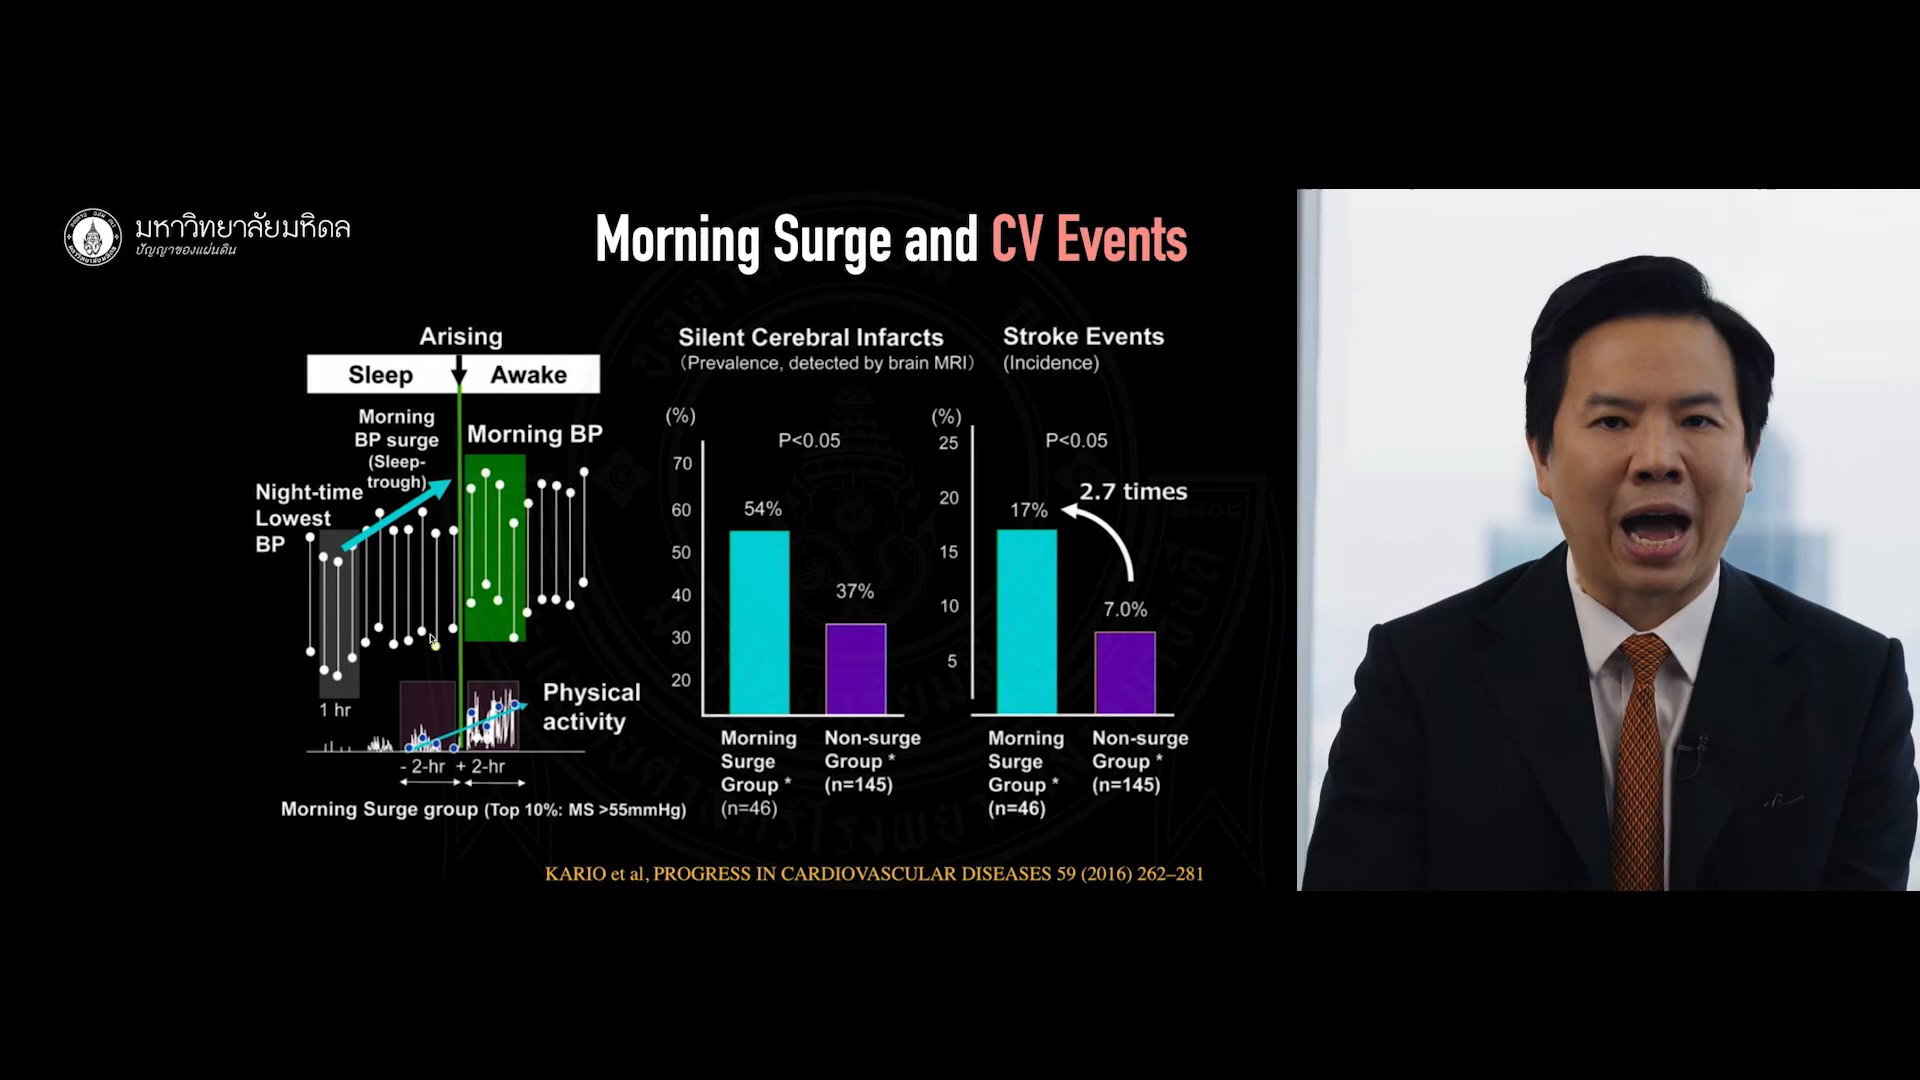 มหาวิทยาลัยมหิดล
ปัญญาของแผ่นดิน
Morning Surge and CV Events
Arising
Sleep
Awake
Morning
BP surge
(Sleep-
trough)
Morning BP
Night-time
Lowest
BP
1 hr
Physical
activity
- 2-hr
+ 2-hr
Morning Surge group (Top 10%: MS >55mmHg)
Silent Cerebral Infarcts
(Prevalence, detected by brain MRI)
(%)
P<0.05
70
60
50
40
30
20
54%
37%
Morning
Surge
Group *
(n=46)
Non-surge
Group *
(n=145)
Stroke Events
(Incidence)
(%)
P<0.05
25
20
15
10
5
2.7 times
17%
7.0%
Morning
Surge
Group *
(n=46)
Non-surge
Group *
(n=145)
KARIO et al, PROGRESS IN CARDIOVASCULAR DISEASES 59 (2016) 262–281